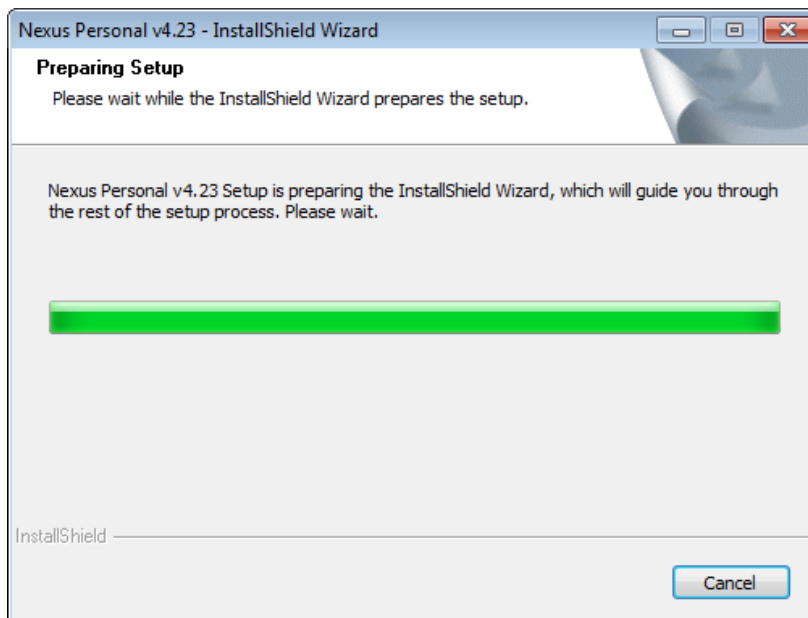 Nexus Personal v4.23 - InstallShield Wizard
Preparing Setup
Please wait while the InstallShield Wizard prepares the setup.
Nexus Personal v4.23 Setup is preparing the InstallShield Wizard, which will guide you through
the rest of the setup process. Please wait.
InstallShield
Cancel